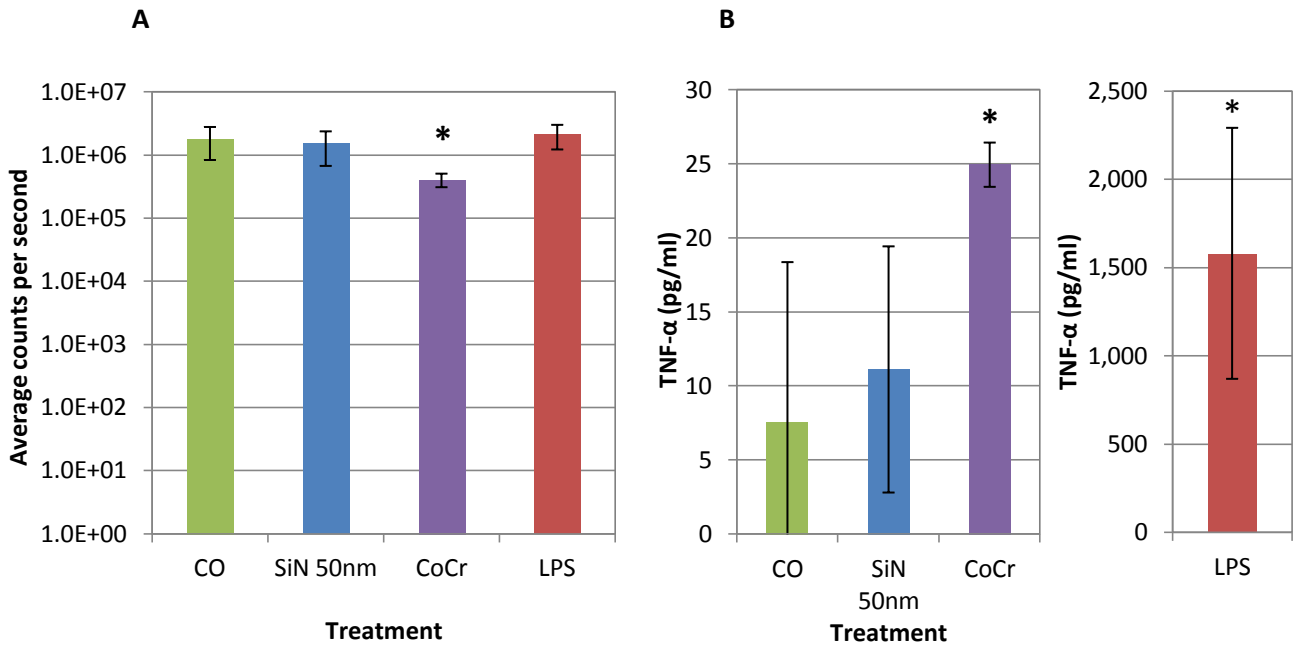 A
Average counts per second
1.0E+07
1.0E+06
1.0E+05
1.0E+04
1.0E+03
1.0E+02
1.0E+01
1.0E+00
*
CO
SiN 50nm
CoCr
LPS
Treatment
B
TNF-α (pg/ml)
30
25
20
15
10
5
0
*
CO
SiN
50nm
CoCr
Treatment
TNF-α (pg/ml)
2,500
2,000
1,500
1,000
500
0
*
LPS